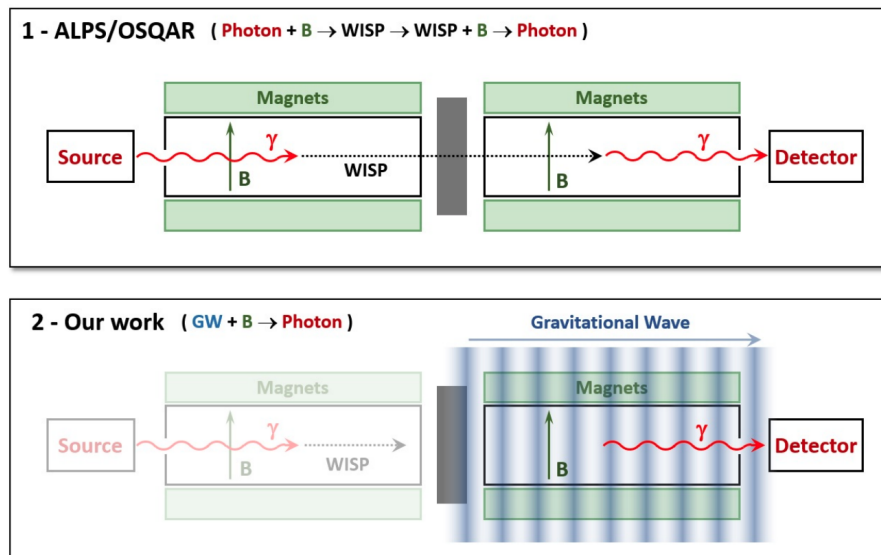 1 - ALPS/OSQAR ( Photon + B → WISP → WISP + B → Photon )
Magnets Magnets
Source γ B WISP B γ Detector
2 - Our work ( GW + B → Photon ) Gravitational Wave
Magnets Magnets
Source γ B WISP B γ Detector